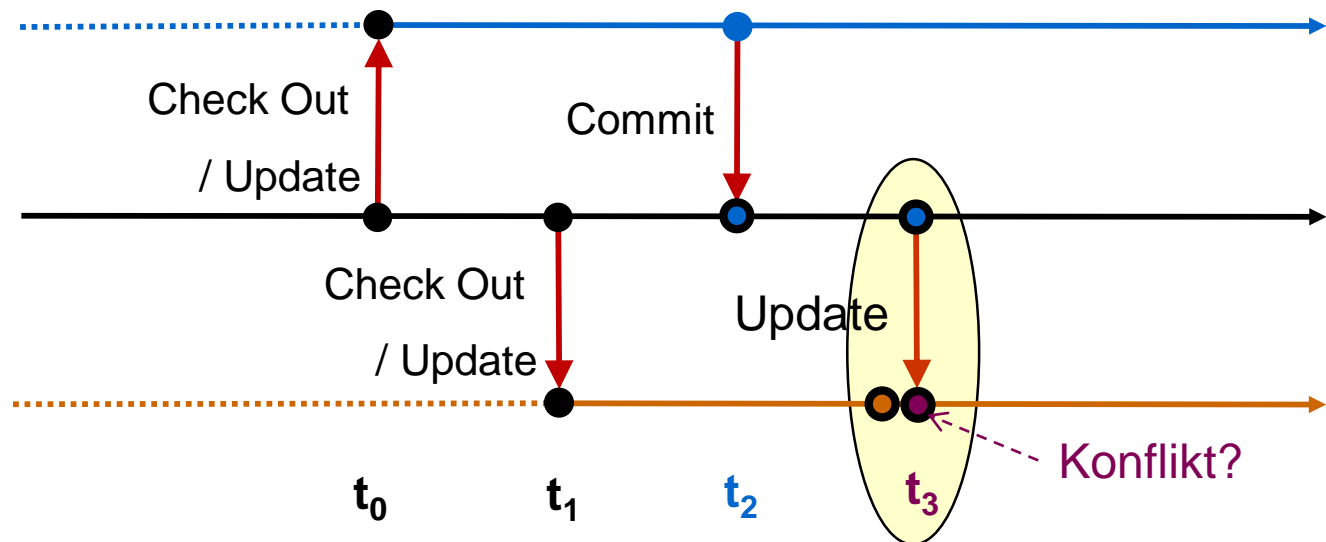 Check Out
/ Update
Commit
Check Out
/ Update
Update
Konflikt?
t₀ t₁ t₂ t₃